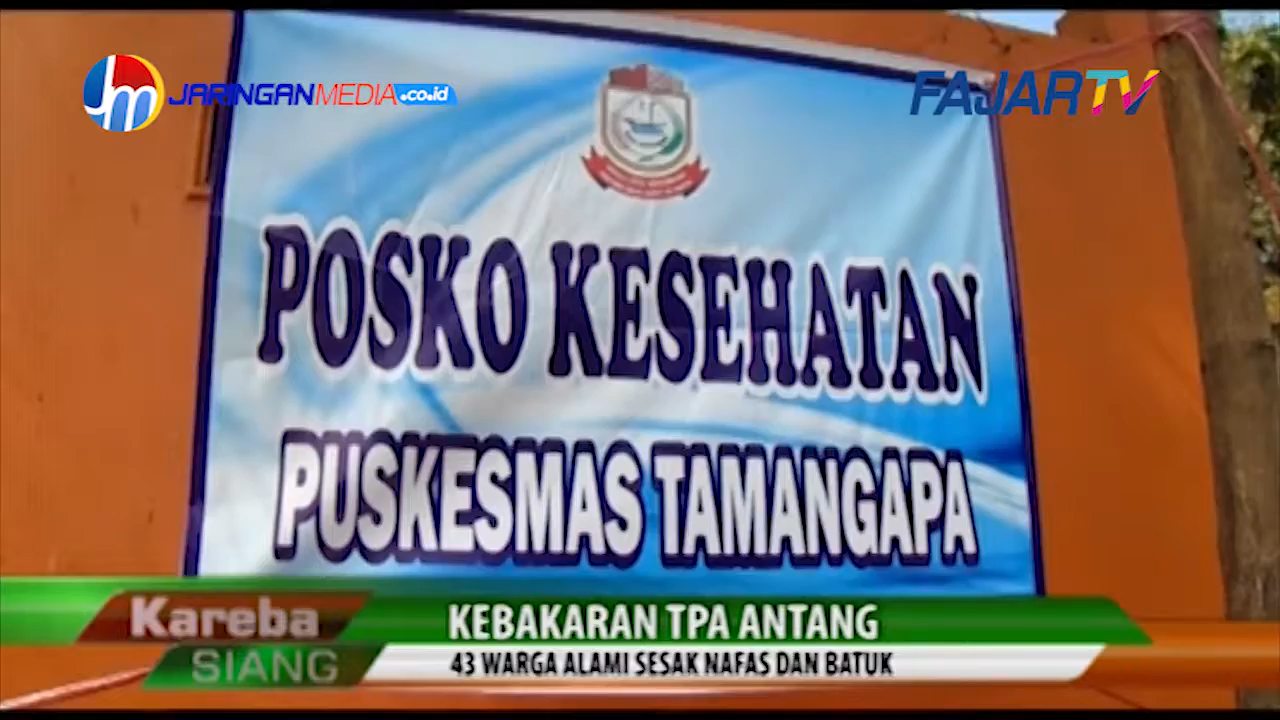 JM JARINGANMEDIA.co.id
FAJARTV
POSKO KESEHATAN
PUSKESMAS TAMANGAPA
Kareba
SIANG
KEBAKARAN TPA ANTANG
43 WARGA ALAMI SESAK NAFAS DAN BATUK